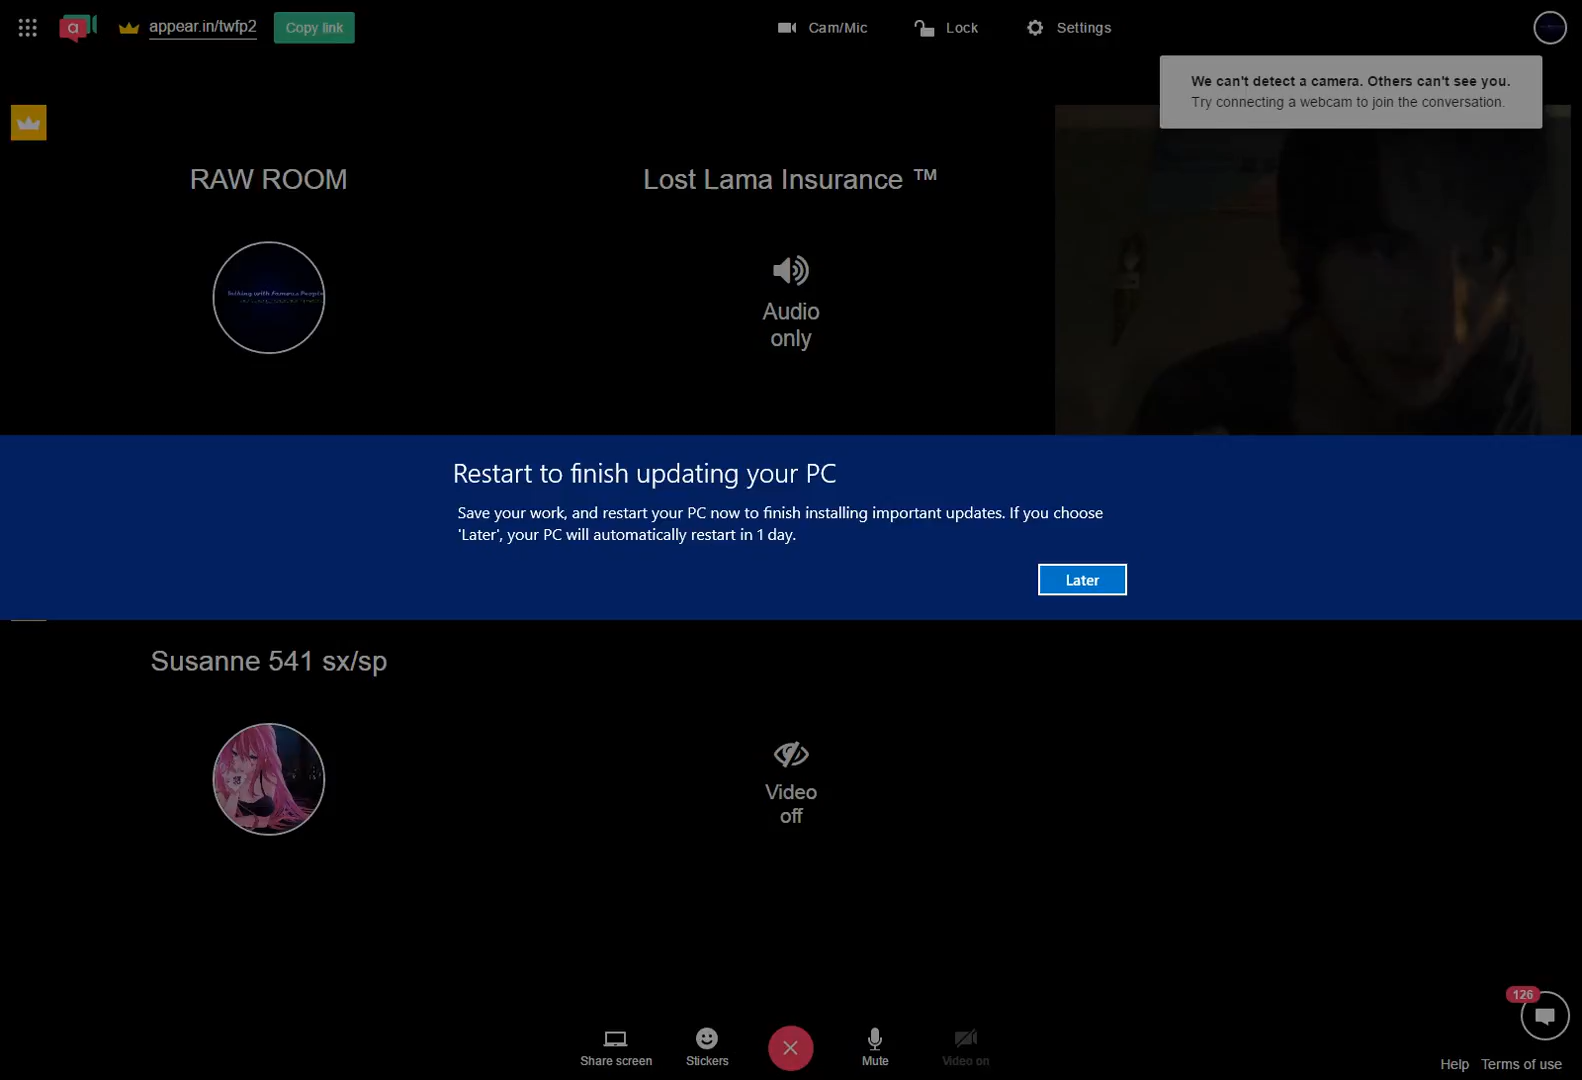 appear.in/twfp2
Copy link
Cam/Mic
Lock
Settings
We can't detect a camera. Others can't see you.
Try connecting a webcam to join the conversation.
RAW ROOM
Lost Lama Insurance ™
Talking with Famous People
Audio
only
Restart to finish updating your PC
Save your work, and restart your PC now to finish installing important updates. If you choose
'Later', your PC will automatically restart in 1 day.
Later
Susanne 541 sx/sp
Video
off
126
Share screen
Stickers
Mute
Video on
Help
Terms of use